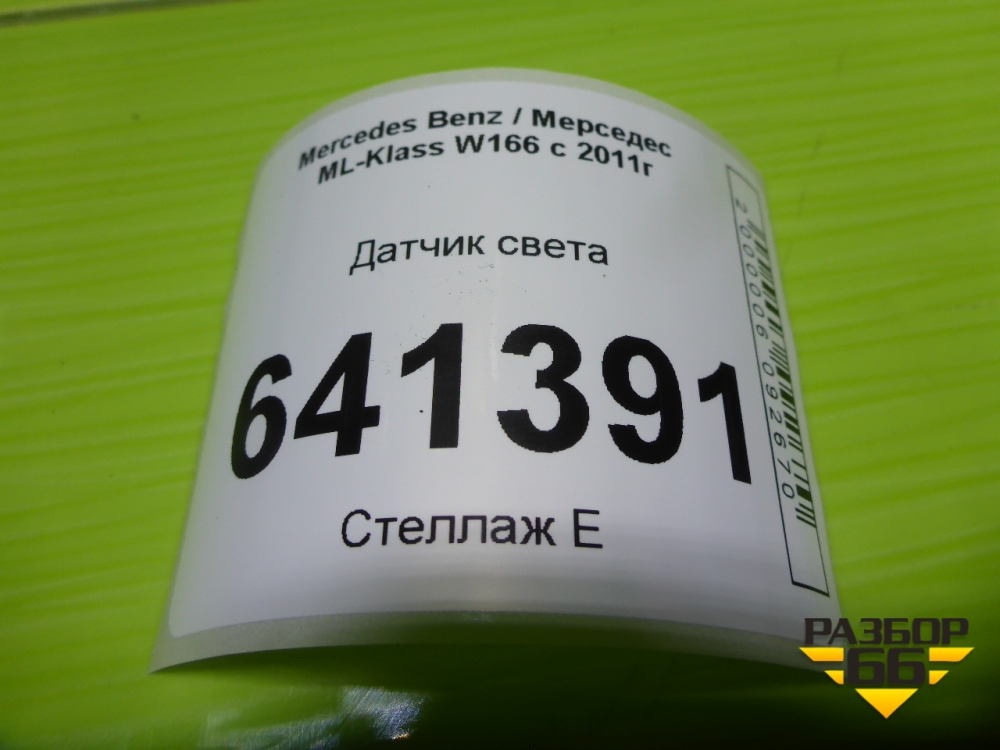 Mercedes Benz / Мерседес
ML-Klass W166 с 2011г
Датчик света
641391
Стеллаж Е
2000006092670
РАЗБОР
66